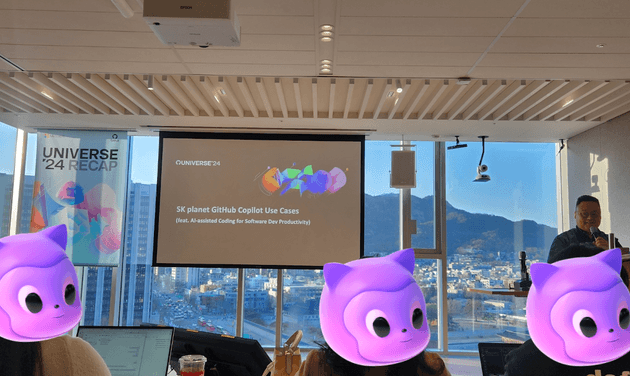 EPSON
UNIVERSE
'24 RECAP
UNIVERSE'24
SK planet GitHub Copilot Use Cases
(feat. AI-assisted Coding for Software Dev Productivity)